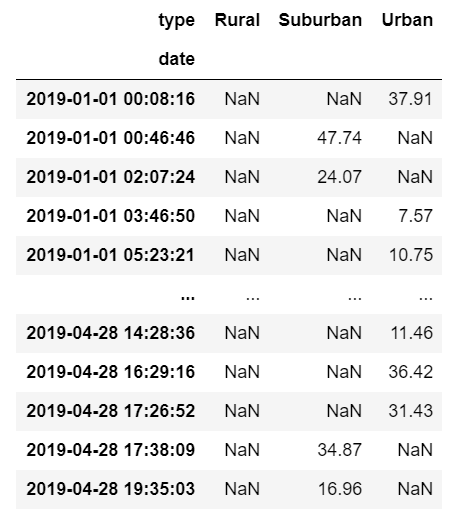 type Rural Suburban Urban
date
2019-01-01 00:08:16 NaN NaN 37.91
2019-01-01 00:46:46 NaN 47.74 NaN
2019-01-01 02:07:24 NaN 24.07 NaN
2019-01-01 03:46:50 NaN NaN 7.57
2019-01-01 05:23:21 NaN NaN 10.75
... ... ... ...
2019-04-28 14:28:36 NaN NaN 11.46
2019-04-28 16:29:16 NaN NaN 36.42
2019-04-28 17:26:52 NaN NaN 31.43
2019-04-28 17:38:09 NaN 34.87 NaN
2019-04-28 19:35:03 NaN 16.96 NaN